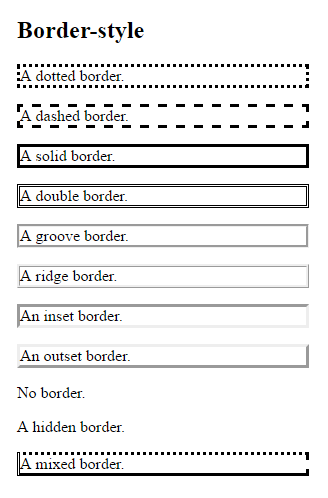 Border-style
A dotted border.
A dashed border.
A solid border.
A double border.
A groove border.
A ridge border.
An inset border.
An outset border.
No border.
A hidden border.
A mixed border.